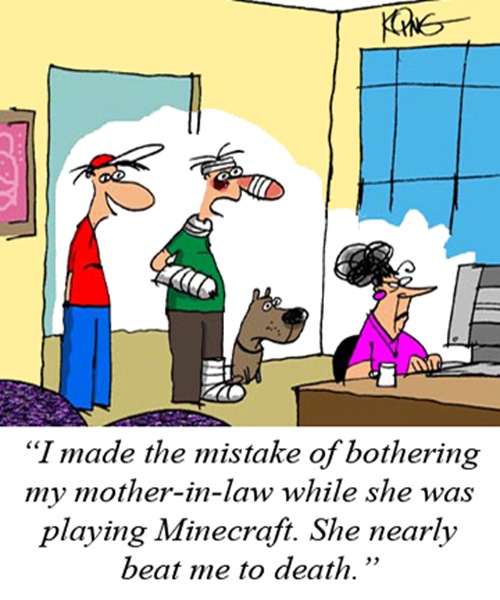 KING
“I made the mistake of bothering
my mother-in-law while she was
playing Minecraft. She nearly
beat me to death.”